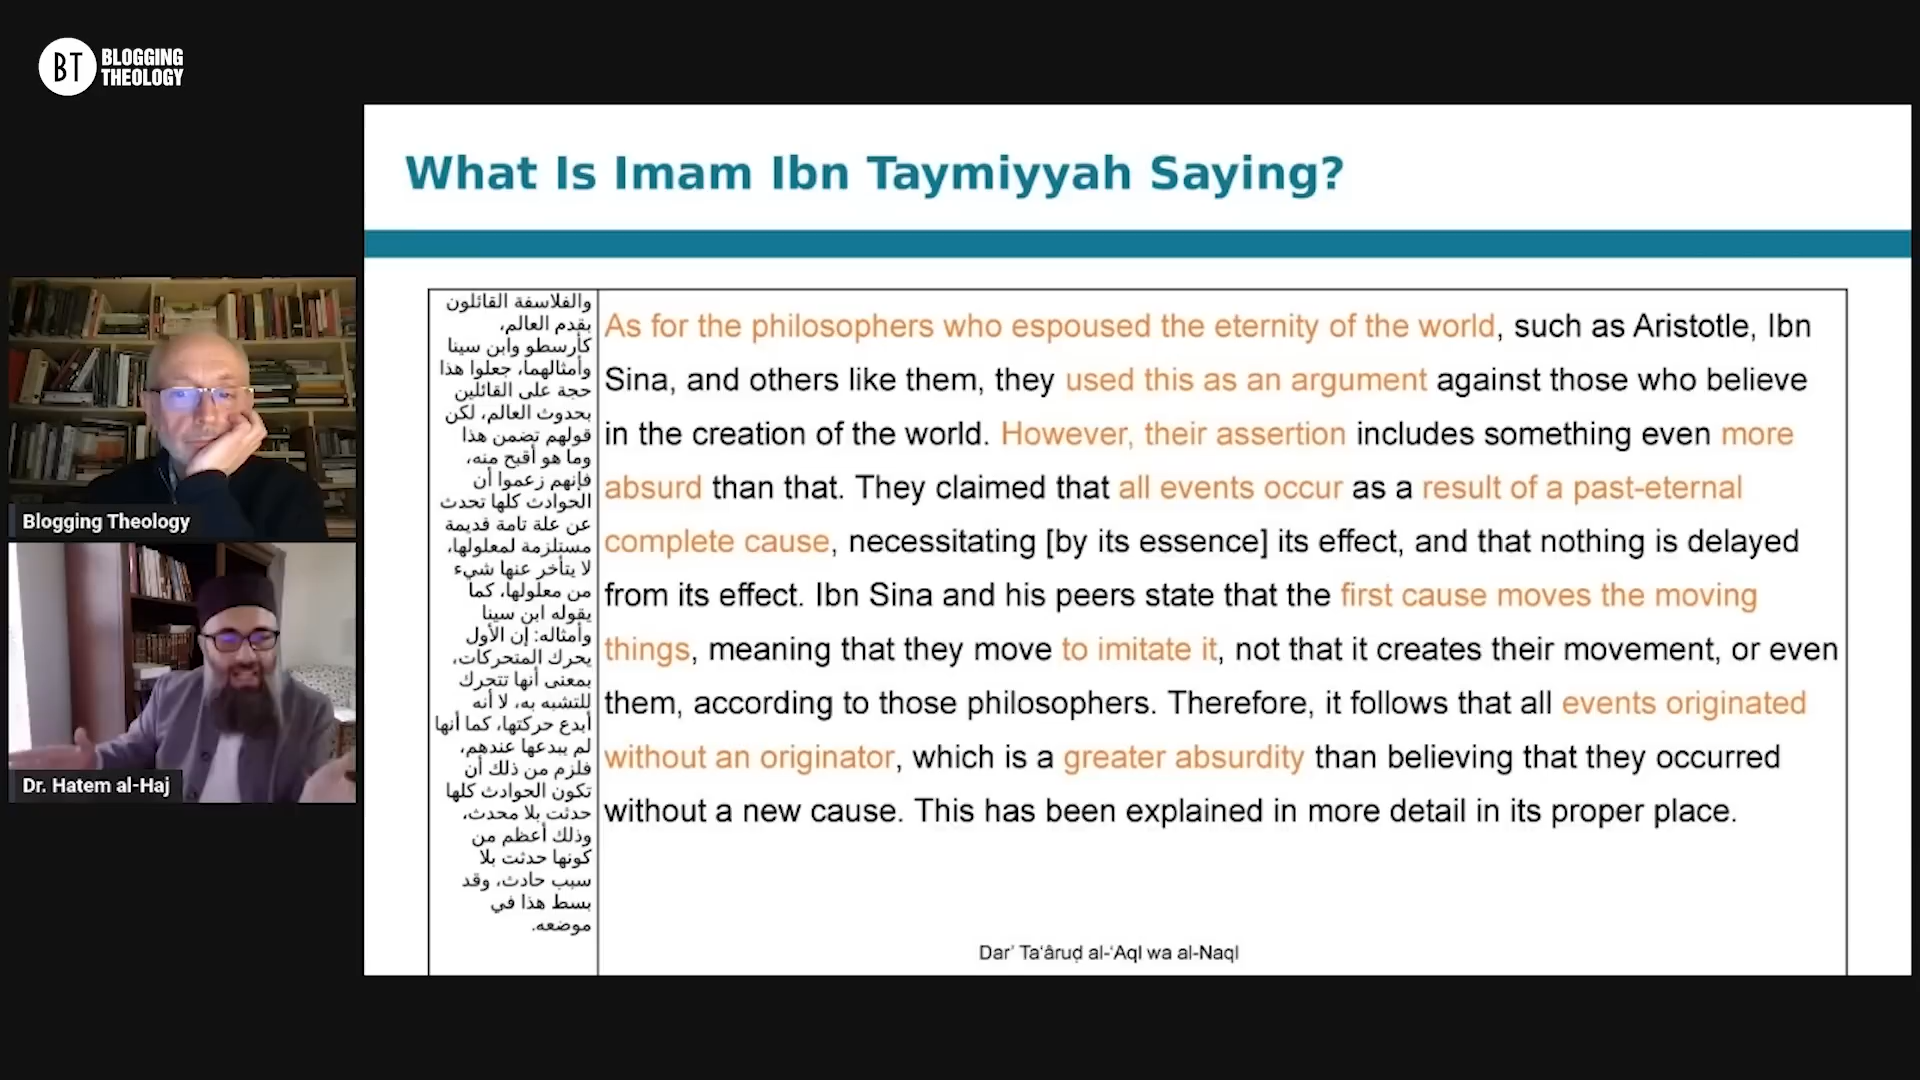 BT BLOGGING
THEOLOGY
What Is Imam Ibn Taymiyyah Saying?
والفلاسفة القائلون
بقدم العالم،
كأرسطو وابن سينا
وأمثالهما، جعلوا هذا
حجة على القائلين
بحدوث العالم، لكن
قولهم تضمن هذا
وما هو أقبح منه،
فإنهم زعموا أن
الحوادث كلها تحدث
عن علة تامة قديمة
مستلزمة لمعلولها،
لا يتأخر عنها شيء
من معلولها، كما
يقوله ابن سينا
وأمثاله: إن الأول
يحرك المتحركات،
بمعنى أنها تتحرك
للتشبه به، لا أنه
أبدع حركتها، كما أنها
لم يبدعها عندهم،
فلزم من ذلك أن
تكون الحوادث كلها
حدثت بلا محدث،
وذلك أعظم من
كونها حدثت بلا
سبب حادث، وقد
بسط هذا في
موضعه.
As for the philosophers who espoused the eternity of the world, such as Aristotle, Ibn
Sina, and others like them, they used this as an argument against those who believe
in the creation of the world. However, their assertion includes something even more
absurd than that. They claimed that all events occur as a result of a past-eternal
complete cause, necessitating [by its essence] its effect, and that nothing is delayed
from its effect. Ibn Sina and his peers state that the first cause moves the moving
things, meaning that they move to imitate it, not that it creates their movement, or even
them, according to those philosophers. Therefore, it follows that all events originated
without an originator, which is a greater absurdity than believing that they occurred
without a new cause. This has been explained in more detail in its proper place.
Dar’ Ta‘âruḍ al-‘Aql wa al-Naql
Blogging Theology
Dr. Hatem al-Haj